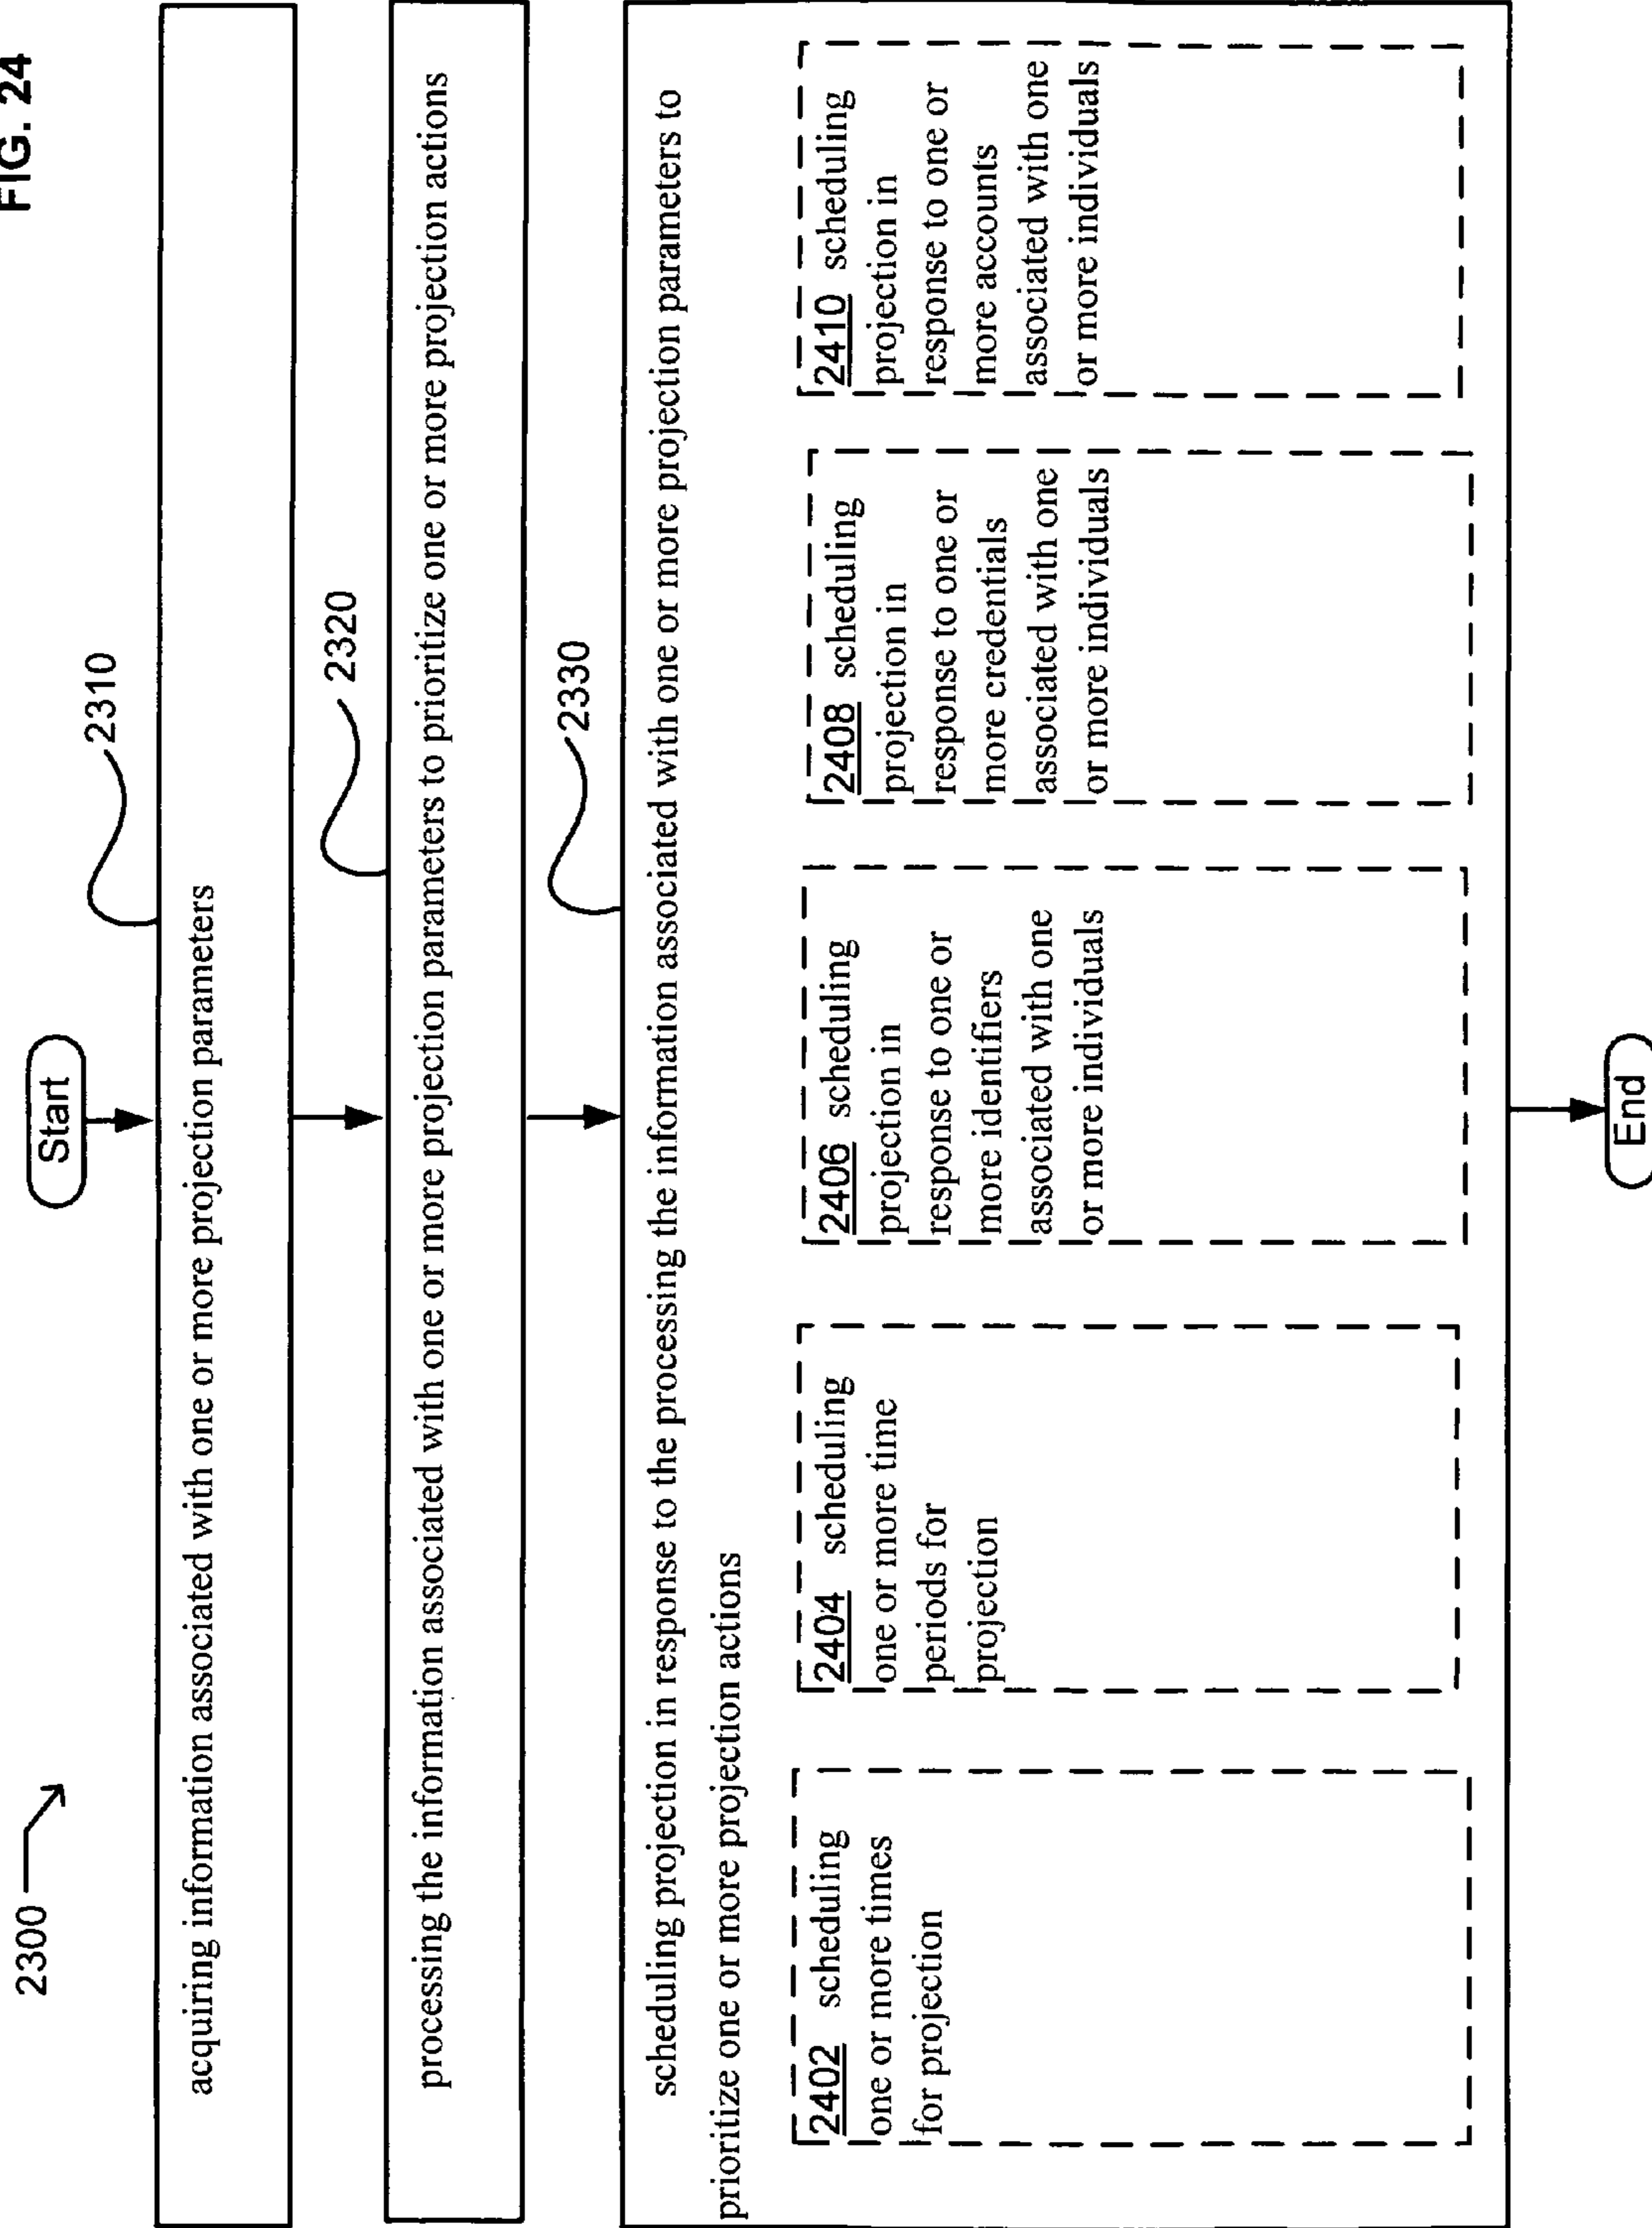 FIG. 24
2300
Start
2310
acquiring information associated with one or more projection parameters
2320
processing the information associated with one or more projection parameters to prioritize one or more projection actions
2330
scheduling projection in response to the processing the information associated with one or more projection parameters to
prioritize one or more projection actions
2402 scheduling
one or more times
for projection
2404 scheduling
one or more time
periods for
projection
2406 scheduling
projection in
response to one or
more identifiers
associated with one
or more individuals
2408 scheduling
projection in
response to one or
more credentials
associated with one
or more individuals
2410 scheduling
projection in
response to one or
more accounts
associated with one
or more individuals
End